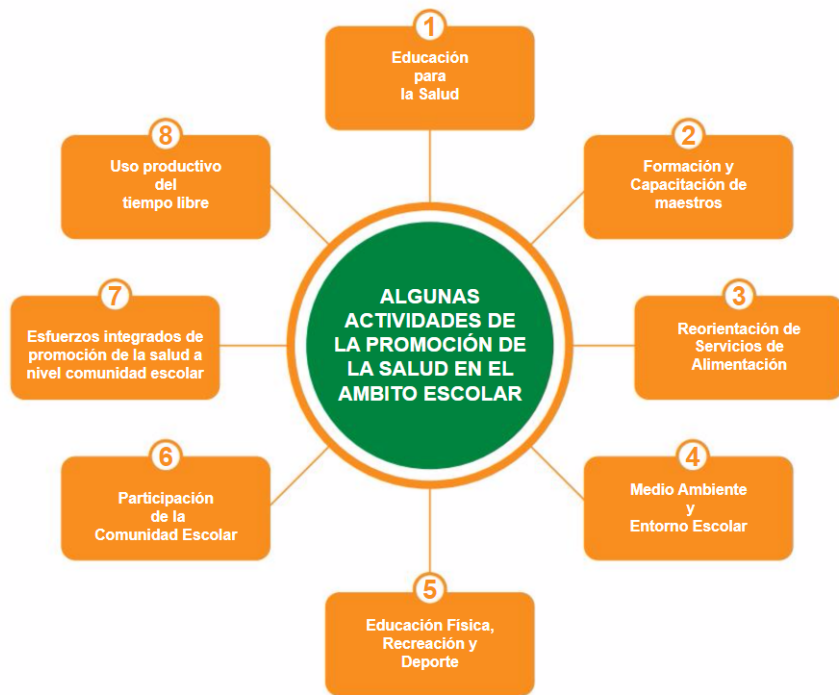 1
Educación
para
la Salud
2
Formación y
Capacitación de
maestros
3
Reorientación de
Servicios de
Alimentación
4
Medio Ambiente
y
Entorno Escolar
5
Educación Física,
Recreación y
Deporte
6
Participación
de la
Comunidad Escolar
7
Esfuerzos integrados de
promoción de la salud a
nivel comunidad escolar
8
Uso productivo
del
tiempo libre
ALGUNAS
ACTIVIDADES DE
LA PROMOCIÓN DE
LA SALUD EN EL
AMBITO ESCOLAR